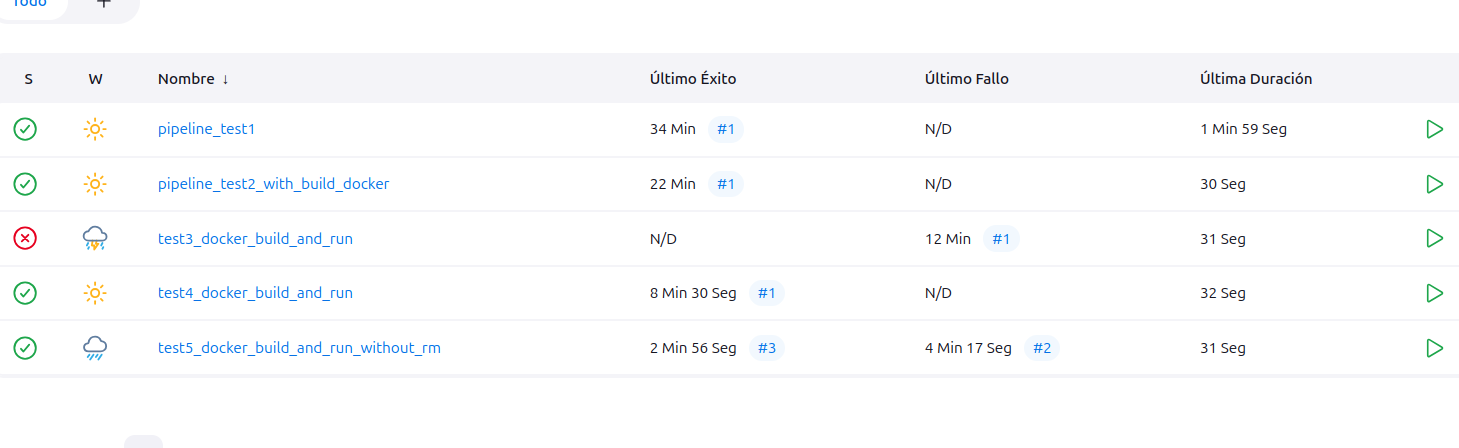 Todo +
S W Nombre ↓ Último Éxito Último Fallo Última Duración
pipeline_test1 34 Min #1 N/D 1 Min 59 Seg
pipeline_test2_with_build_docker 22 Min #1 N/D 30 Seg
test3_docker_build_and_run N/D 12 Min #1 31 Seg
test4_docker_build_and_run 8 Min 30 Seg #1 N/D 32 Seg
test5_docker_build_and_run_without_rm 2 Min 56 Seg #3 4 Min 17 Seg #2 31 Seg